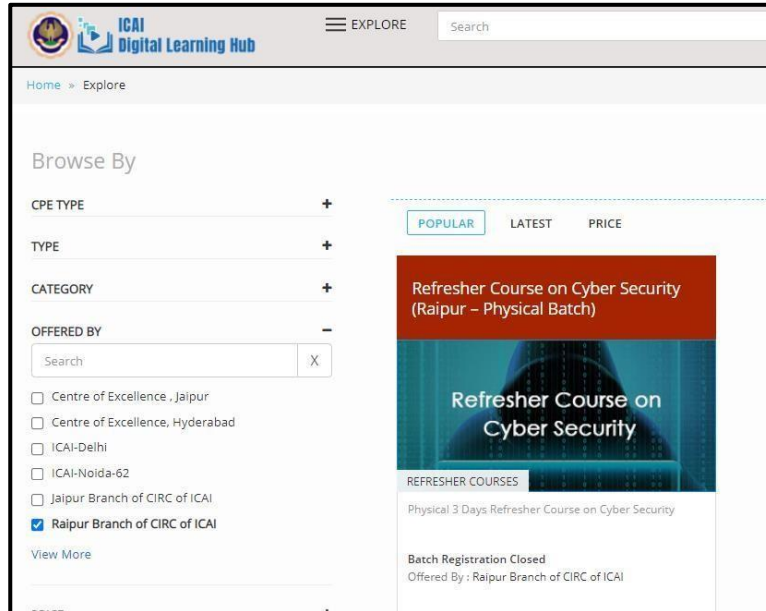 ICAI
Digital Learning Hub
EXPLORE
Search
Home » Explore
Browse By
CPE TYPE +
TYPE +
CATEGORY +
OFFERED BY −
Search X
Centre of Excellence , Jaipur
Centre of Excellence, Hyderabad
ICAI-Delhi
ICAI-Noida-62
Jaipur Branch of CIRC of ICAI
Raipur Branch of CIRC of ICAI
View More
POPULAR LATEST PRICE
Refresher Course on Cyber Security
(Raipur – Physical Batch)
Refresher Course on
Cyber Security
REFRESHER COURSES
Physical 3 Days Refresher Course on Cyber Security
Batch Registration Closed
Offered By : Raipur Branch of CIRC of ICAI